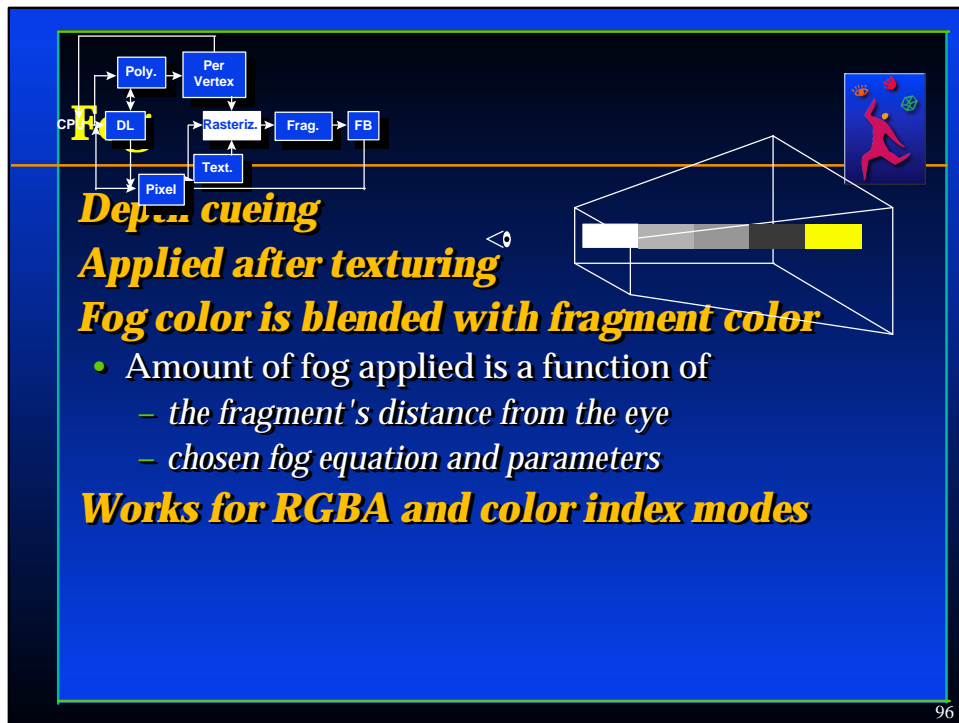 Poly.
Per
Vertex
CPU
DL
Rasteriz.
Frag.
FB
Text.
Pixel
Fog
Depth cueing
Applied after texturing
Fog color is blended with fragment color
• Amount of fog applied is a function of
– the fragment's distance from the eye
– chosen fog equation and parameters
Works for RGBA and color index modes
96